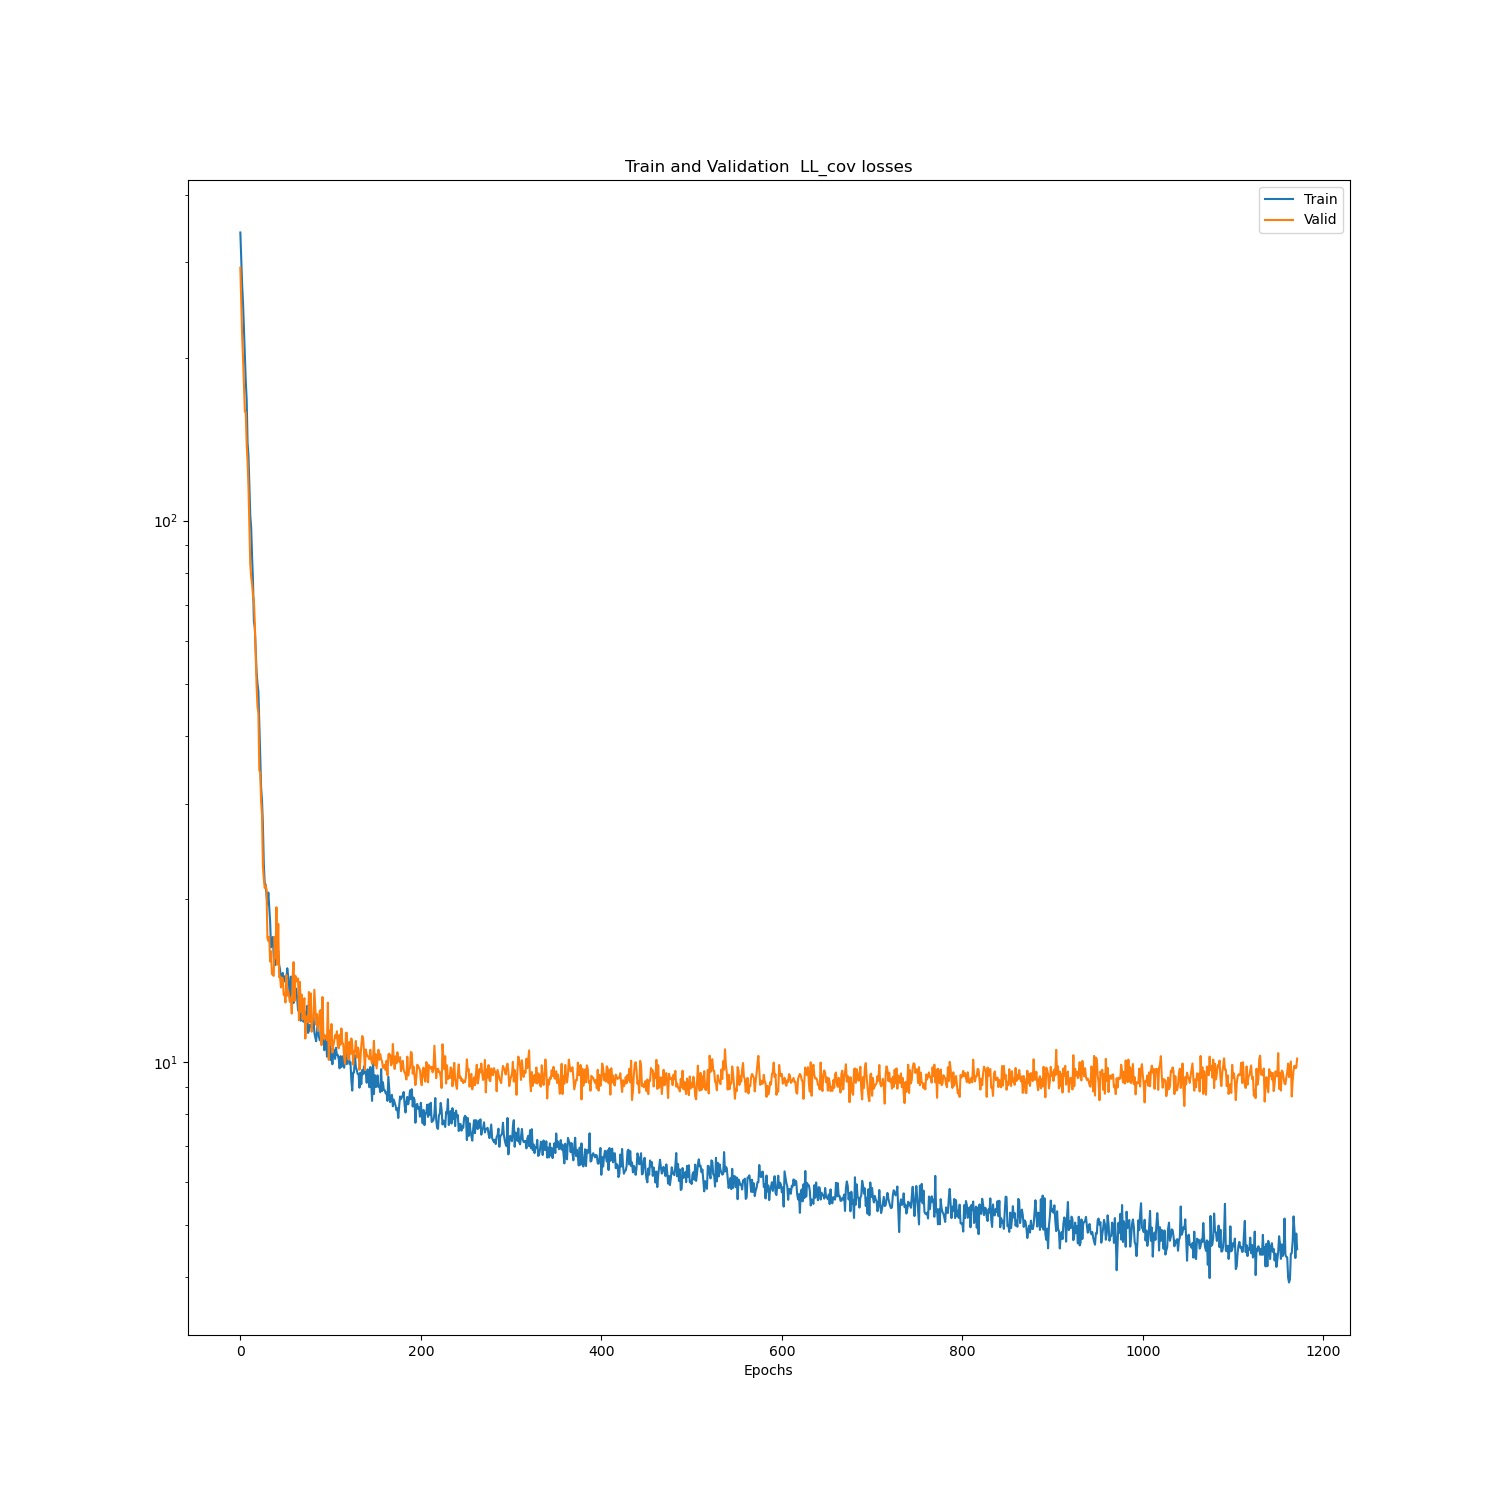 Train and Validation  LL_cov losses
Train
Valid
10²
10¹
0 200 400 600 800 1000 1200
Epochs